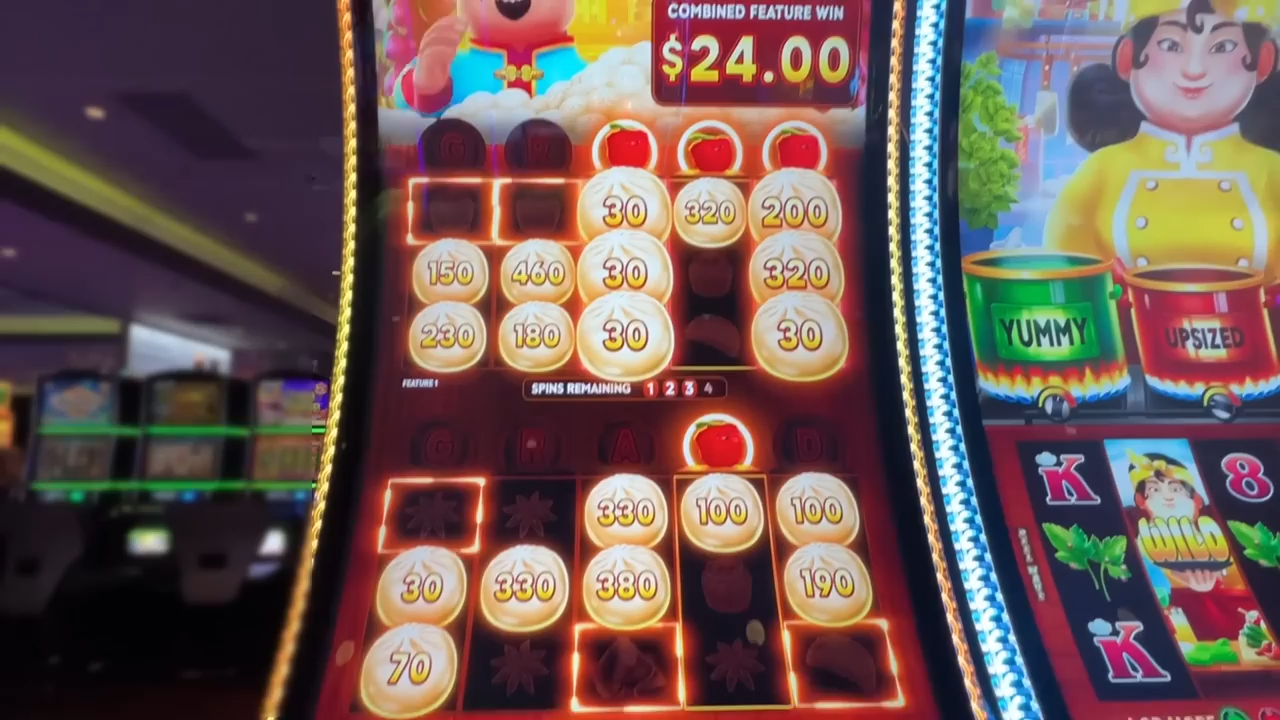 COMBINED FEATURE WIN
$24.00
G R
30 320 200
150 460 30 320
230 180 30 30
FEATURE 1
SPINS REMAINING 1 2 3 4
G R A D
330 100 100
30 330 380 190
70
YUMMY
UPSIZED
K 8
WILD
K